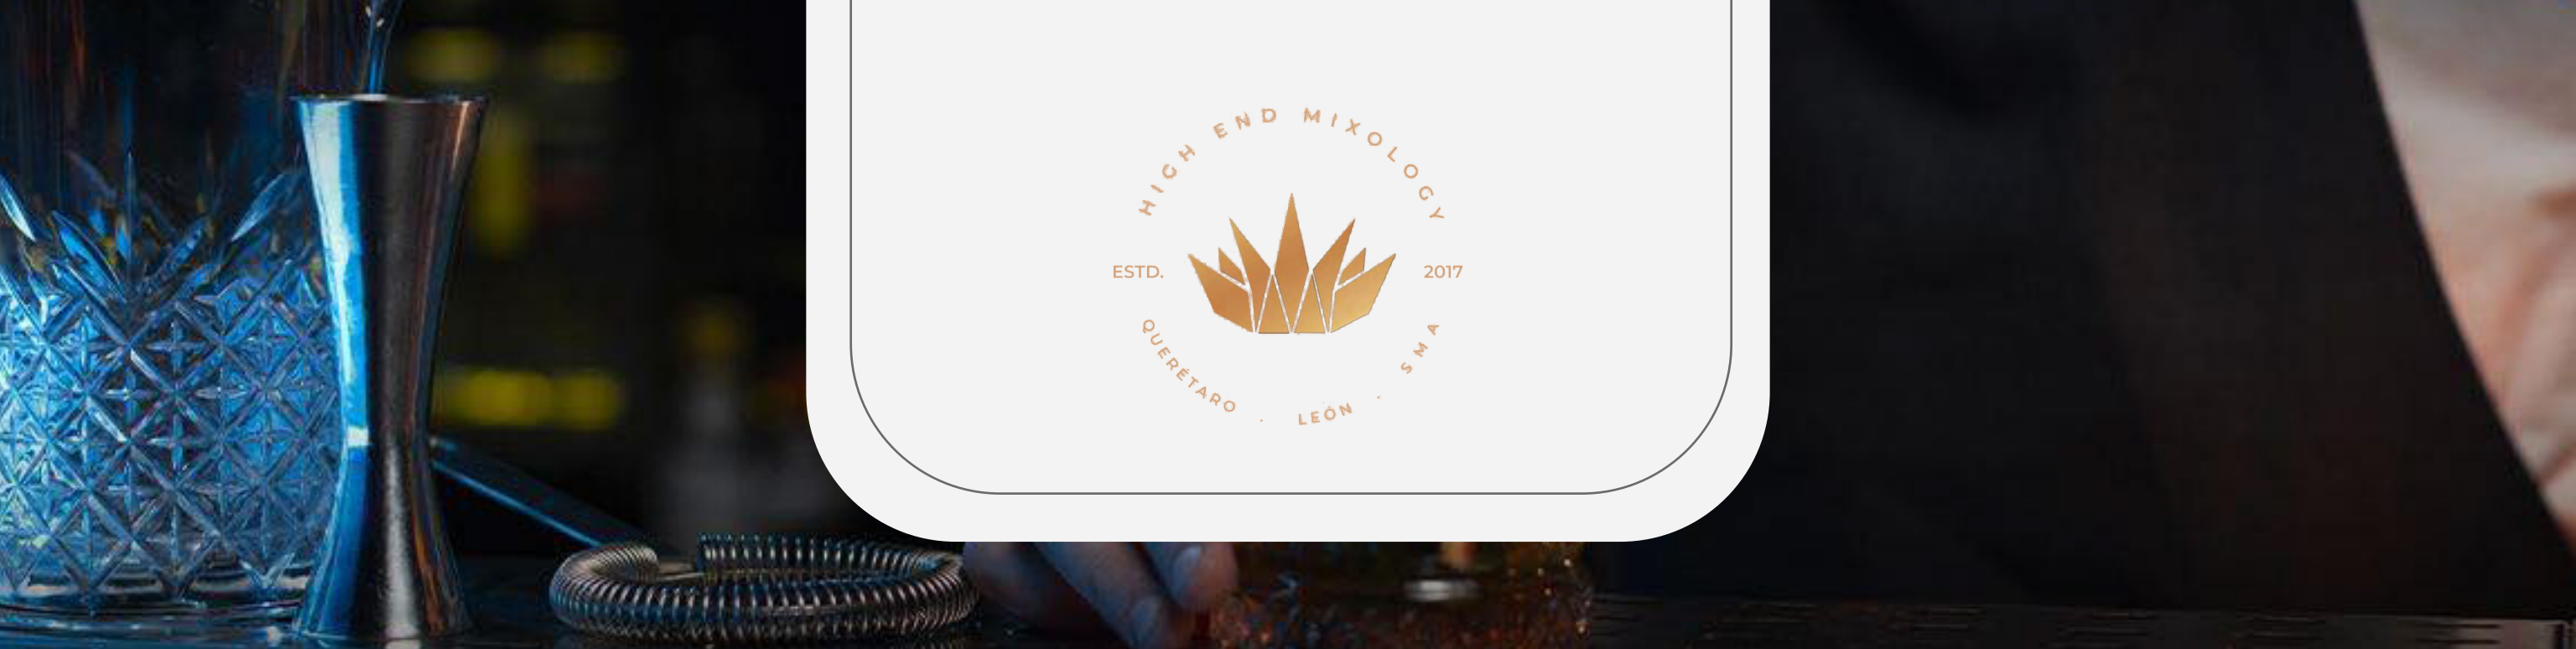 HIGH END MIXOLOGY
ESTD. 2017
QUERÉTARO · LEÓN · SMA